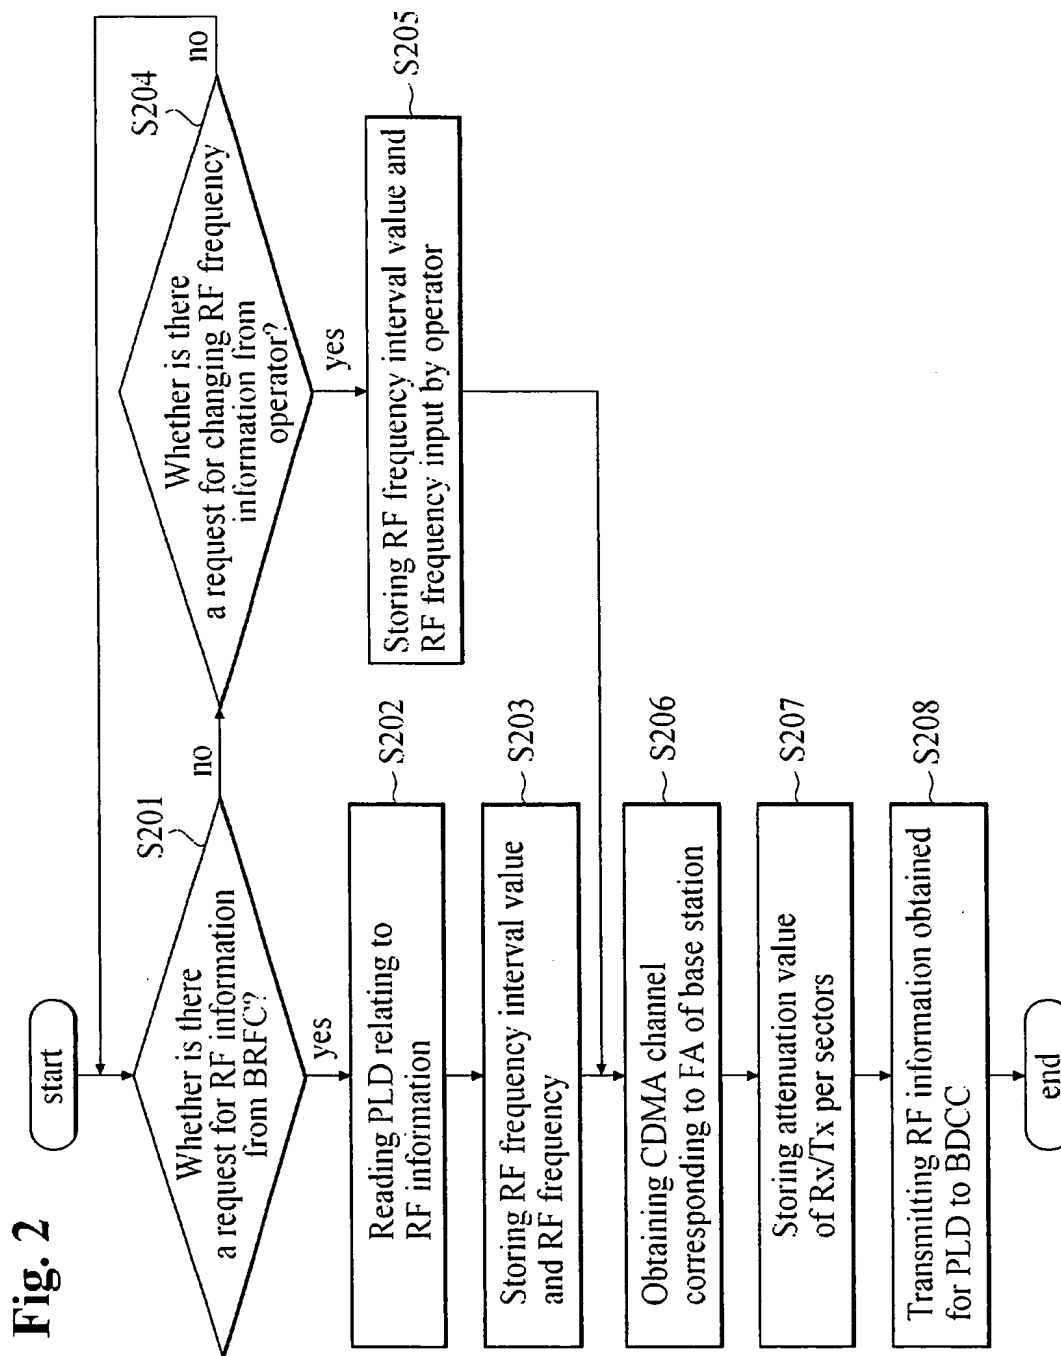 Fig. 2
start
Whether is there
a request for RF information
from BRFC?
S201
no
yes
Whether is there
a request for changing RF frequency
information from
operator?
S204
no
yes
Reading PLD relating to
RF information
S202
Storing RF frequency interval value
and RF frequency
S203
Storing RF frequency interval value and
RF frequency input by operator
S205
Obtaining CDMA channel
corresponding to FA of base station
S206
Storing attenuation value
of Rx/Tx per sectors
S207
Transmitting RF information obtained
for PLD to BDCC
S208
end